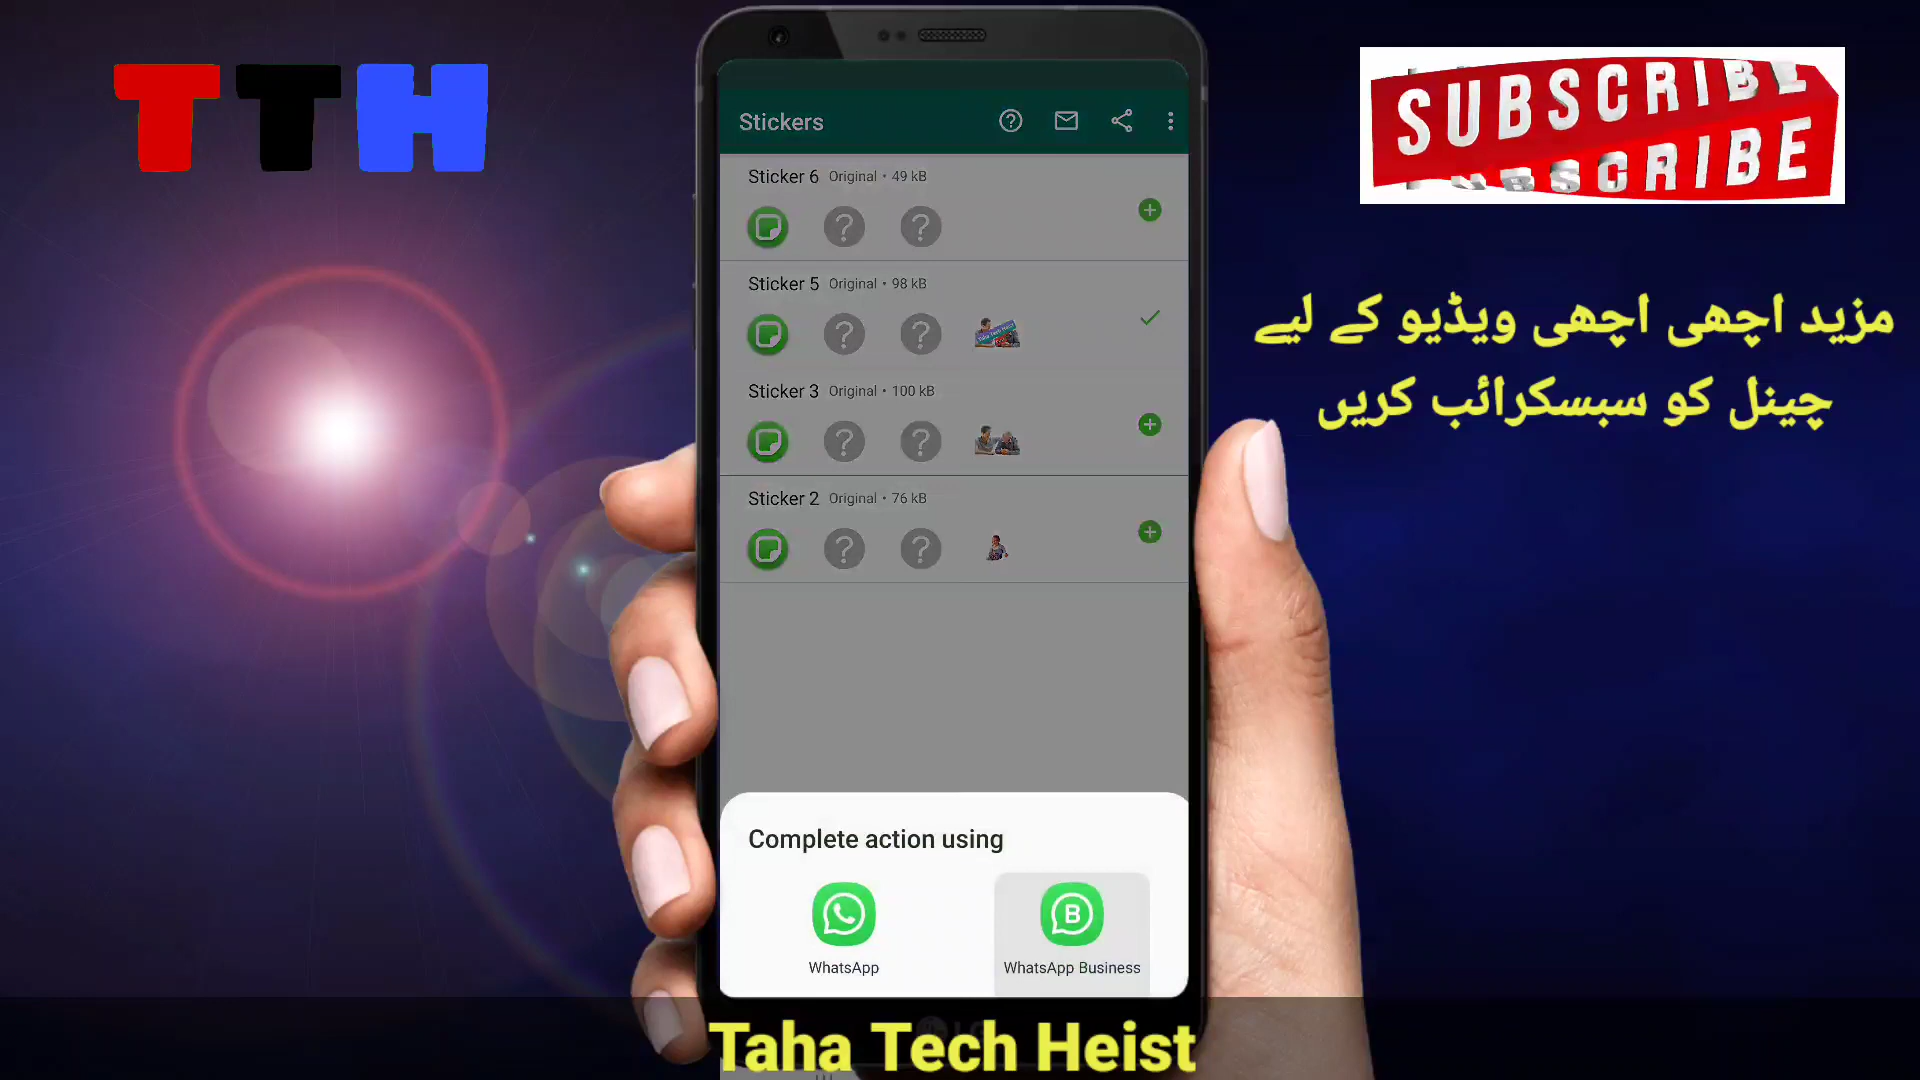 TTH
SUBSCRIBE
SUBSCRIBE
مزید اچھی اچھی ویڈیو کے لیے
چینل کو سبسکرائب کریں
Stickers
Sticker 6 Original • 49 kB
Sticker 5 Original • 98 kB
Sticker 3 Original • 100 kB
Sticker 2 Original • 76 kB
Complete action using
WhatsApp
WhatsApp Business
Taha Tech Heist